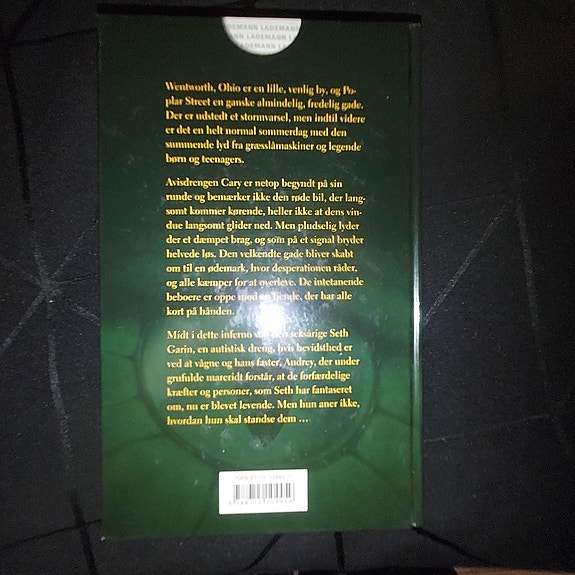 DEMANN LADEMANN
ANN LADEMANN L
DEMANN LADEMANN
Wentworth, Ohio er en lille, venlig by, og Po-
plar Street en ganske almindelig, fredelig gade.
Der er udstedt et stormvarsel, men indtil videre
er det en helt normal sommerdag med den
summende lyd fra græsslåmaskiner og legende
børn og teenagers.
Avisdrengen Cary er netop begyndt på sin
runde og bemærker ikke den røde bil, der lang-
somt kommer kørende, heller ikke at dens vin-
due langsomt glider ned. Men pludselig lyder
der et dæmpet brag, og som på et signal bryder
helvede løs. Den velkendte gade bliver skabt
om til en ødemark, hvor desperationen råder,
og alle kæmper for at overleve. De intetanende
beboere er oppe mod en fjende, der har alle
kort på hånden.
Midt i dette inferno står den seksårige Seth
Garin, en autistisk dreng, hvis bevidsthed er
ved at vågne og hans faster, Audrey, der under
grufulde mareridt forstår, at de forfærdelige
kræfter og personer, som Seth har fantaseret
om, nu er blevet levende. Men hun aner ikke,
hvordan hun skal standse dem ...